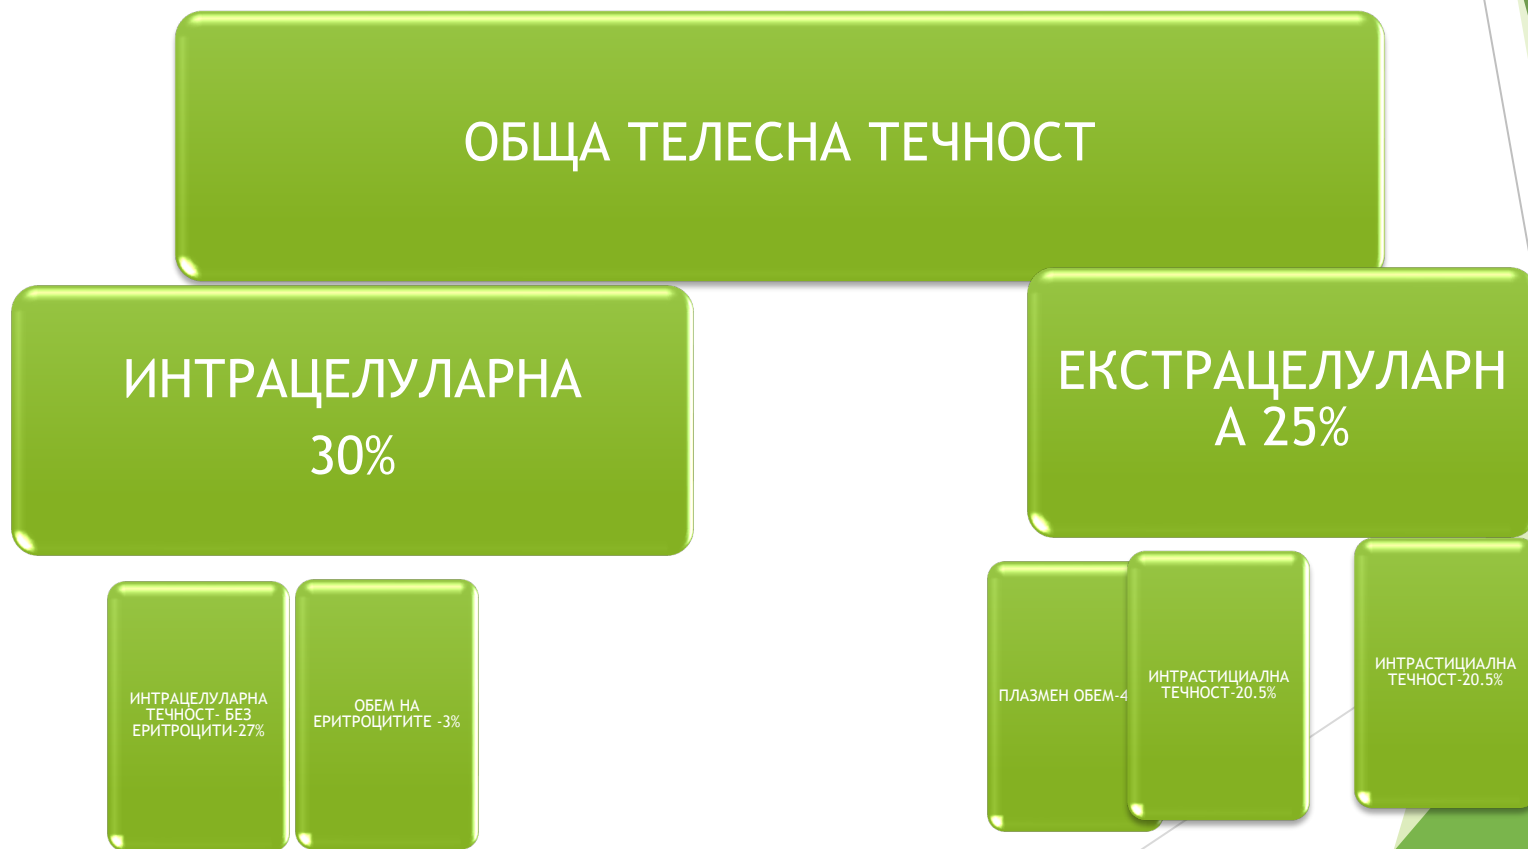 ОБЩА ТЕЛЕСНА ТЕЧНОСТ
ИНТРАЦЕЛУЛАРНА
30%
ЕКСТРАЦЕЛУЛАРН
А 25%
ИНТРАЦЕЛУЛАРНА
ТЕЧНОСТ- БЕЗ
ЕРИТРОЦИТИ-27%
ОБЕМ НА
ЕРИТРОЦИТИТЕ -3%
ПЛАЗМЕН ОБЕМ-4
ИНТРАСТИЦИАЛНА
ТЕЧНОСТ-20.5%
ИНТРАСТИЦИАЛНА
ТЕЧНОСТ-20.5%